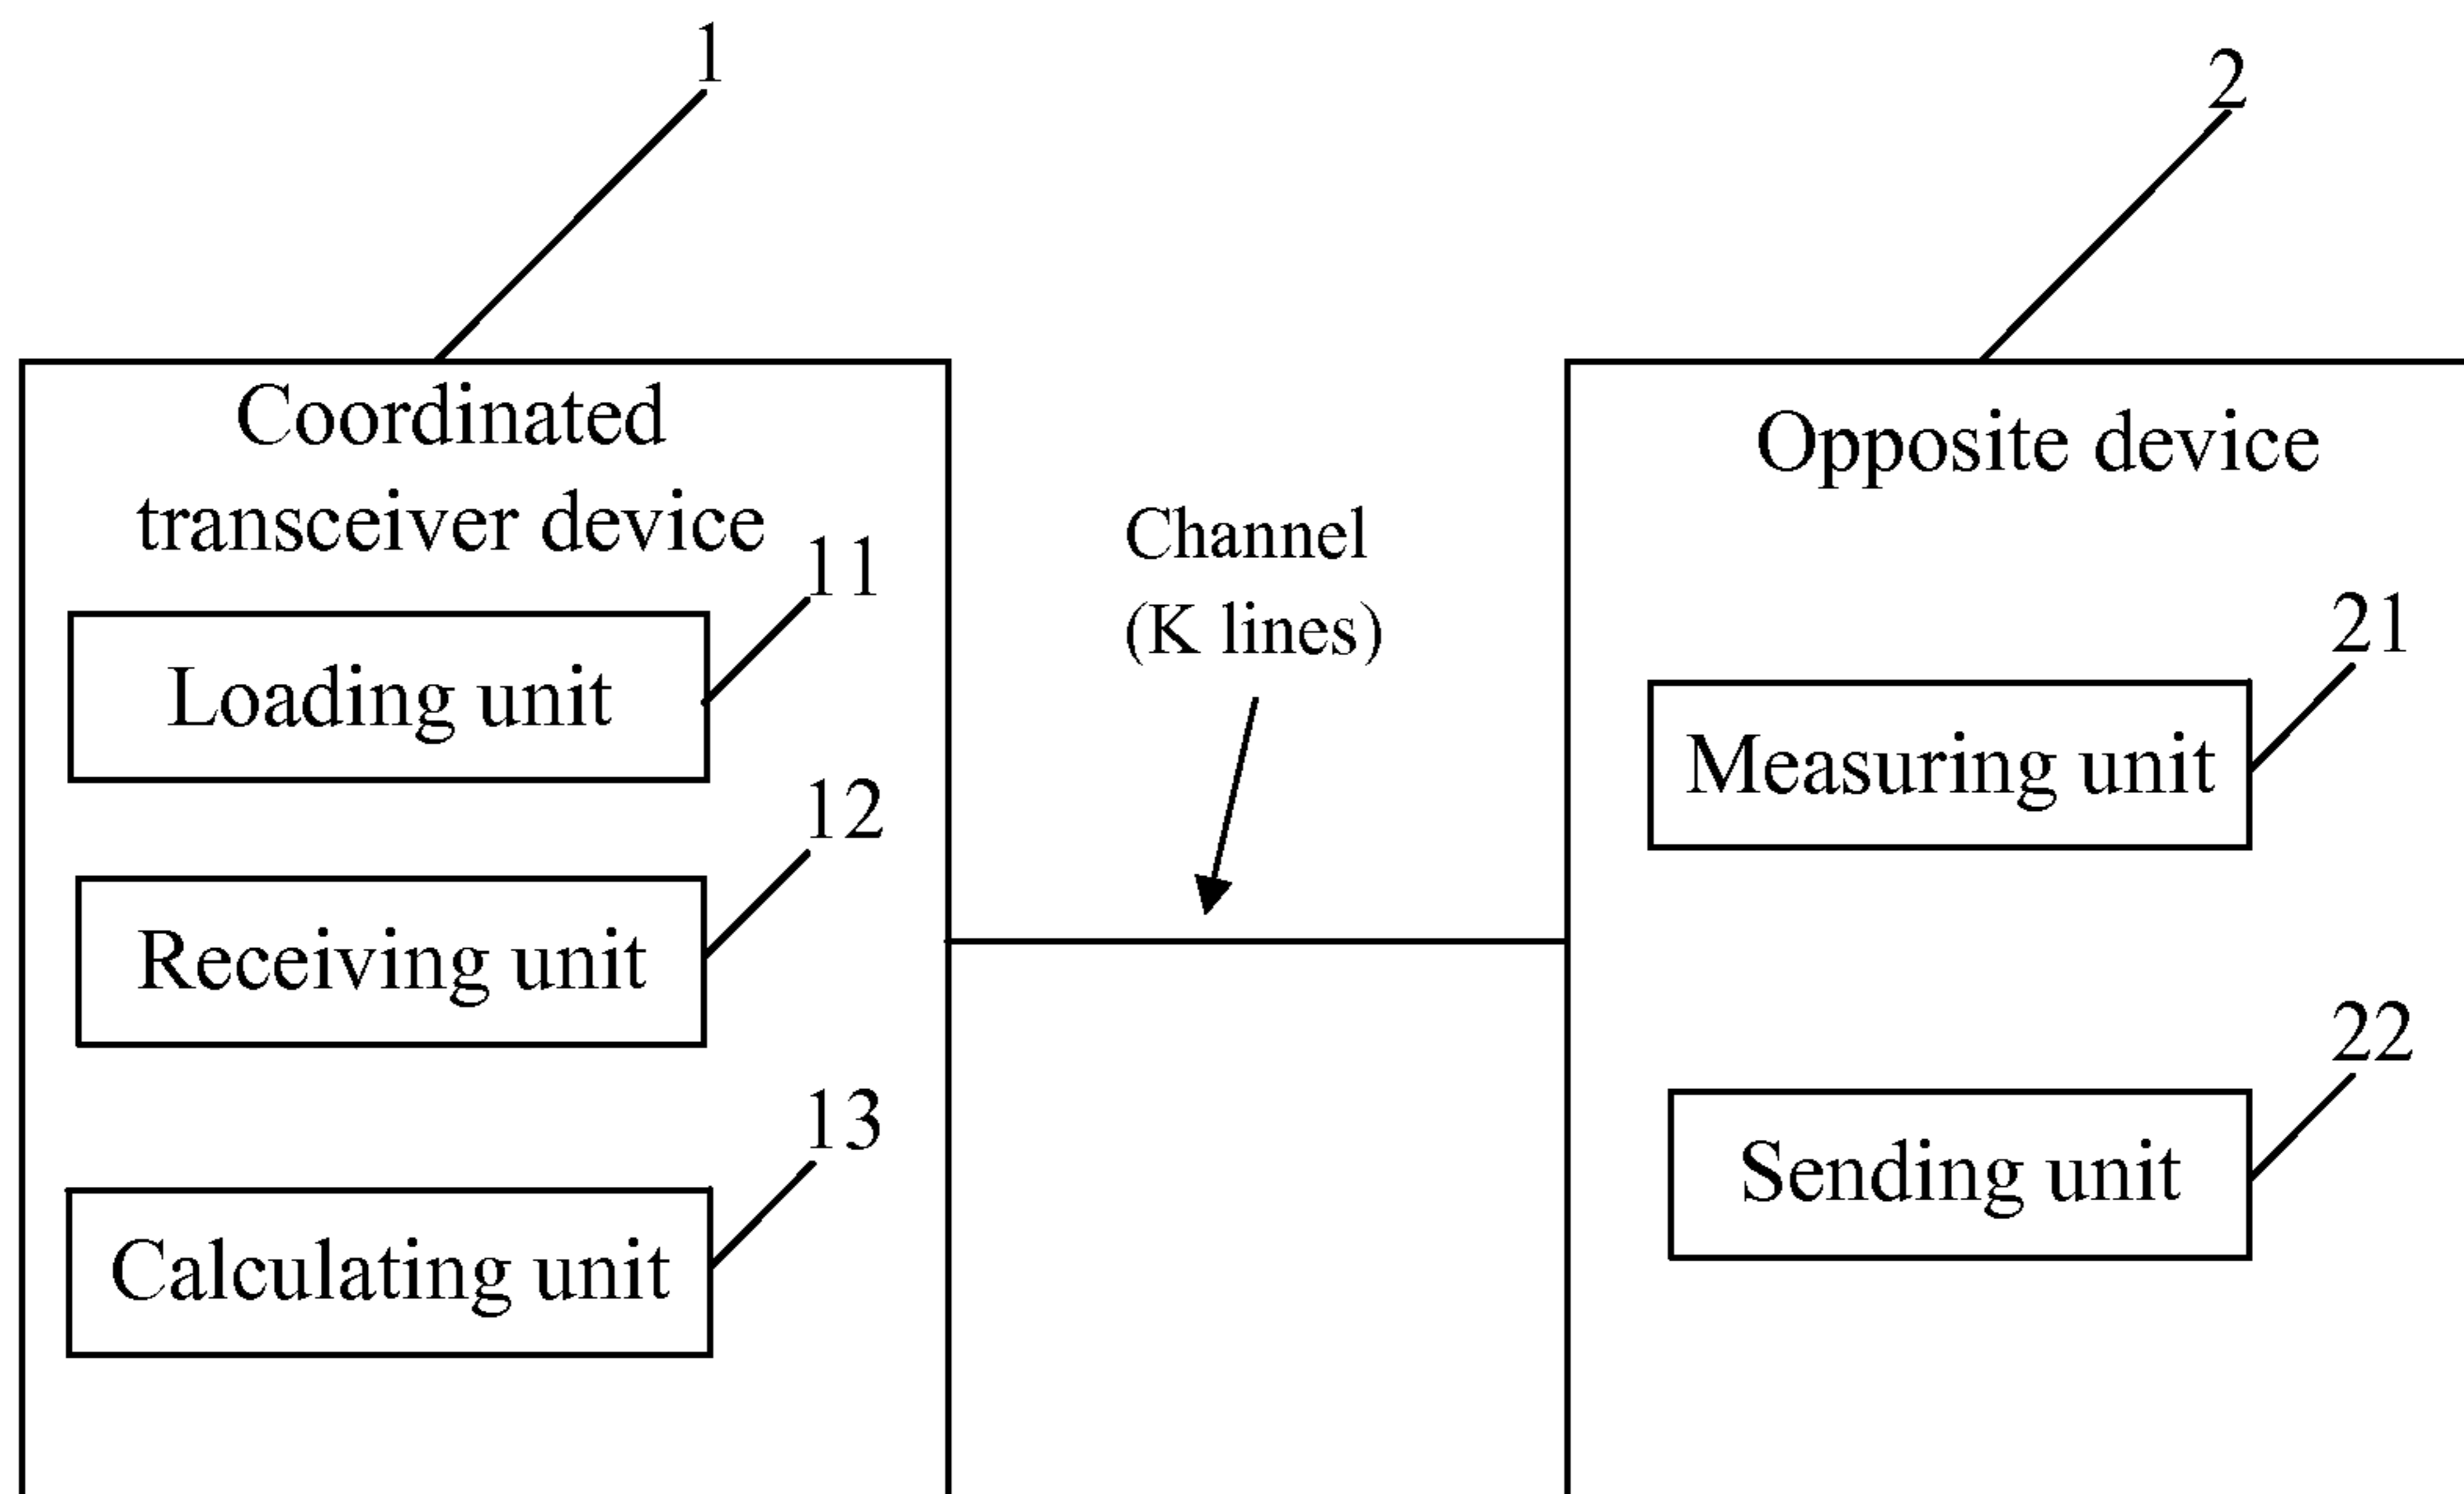 1
2
Coordinated
transceiver device
Opposite device
Channel
(K lines)
11
Loading unit
12
Receiving unit
13
Calculating unit
21
Measuring unit
22
Sending unit